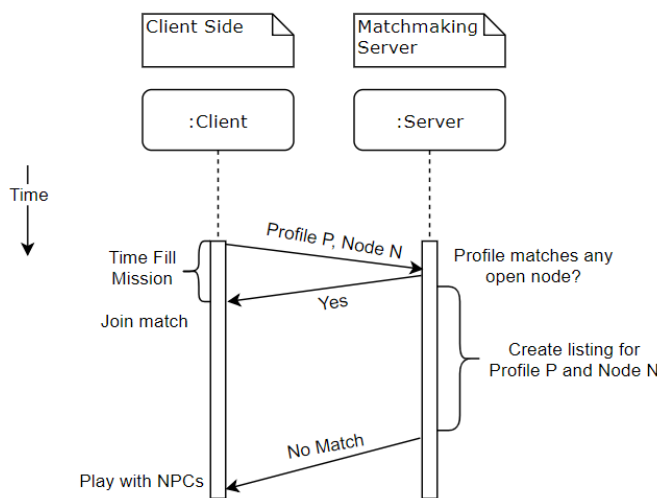 Client Side
Matchmaking
Server
:Client
:Server
Time
Profile P, Node N
Time Fill
Mission
Profile matches any
open node?
Yes
Join match
Create listing for
Profile P and Node N
No Match
Play with NPCs